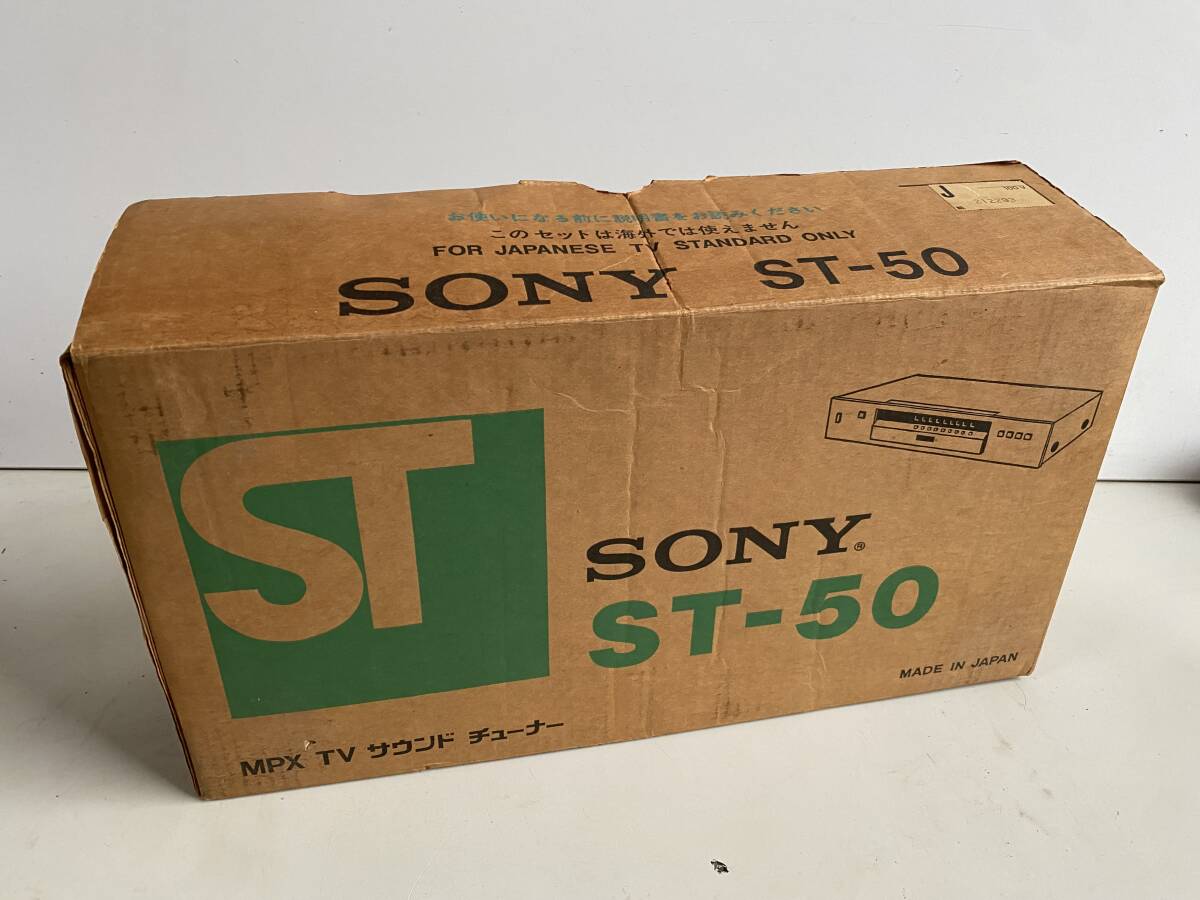 J 100V
212293
お使いになる前に説明書をお読みください
このセットは海外では使えません
FOR JAPANESE TV STANDARD ONLY
SONY ST-50
ST
SONY®
ST-50
MADE IN JAPAN
MPX TV サウンド チューナー